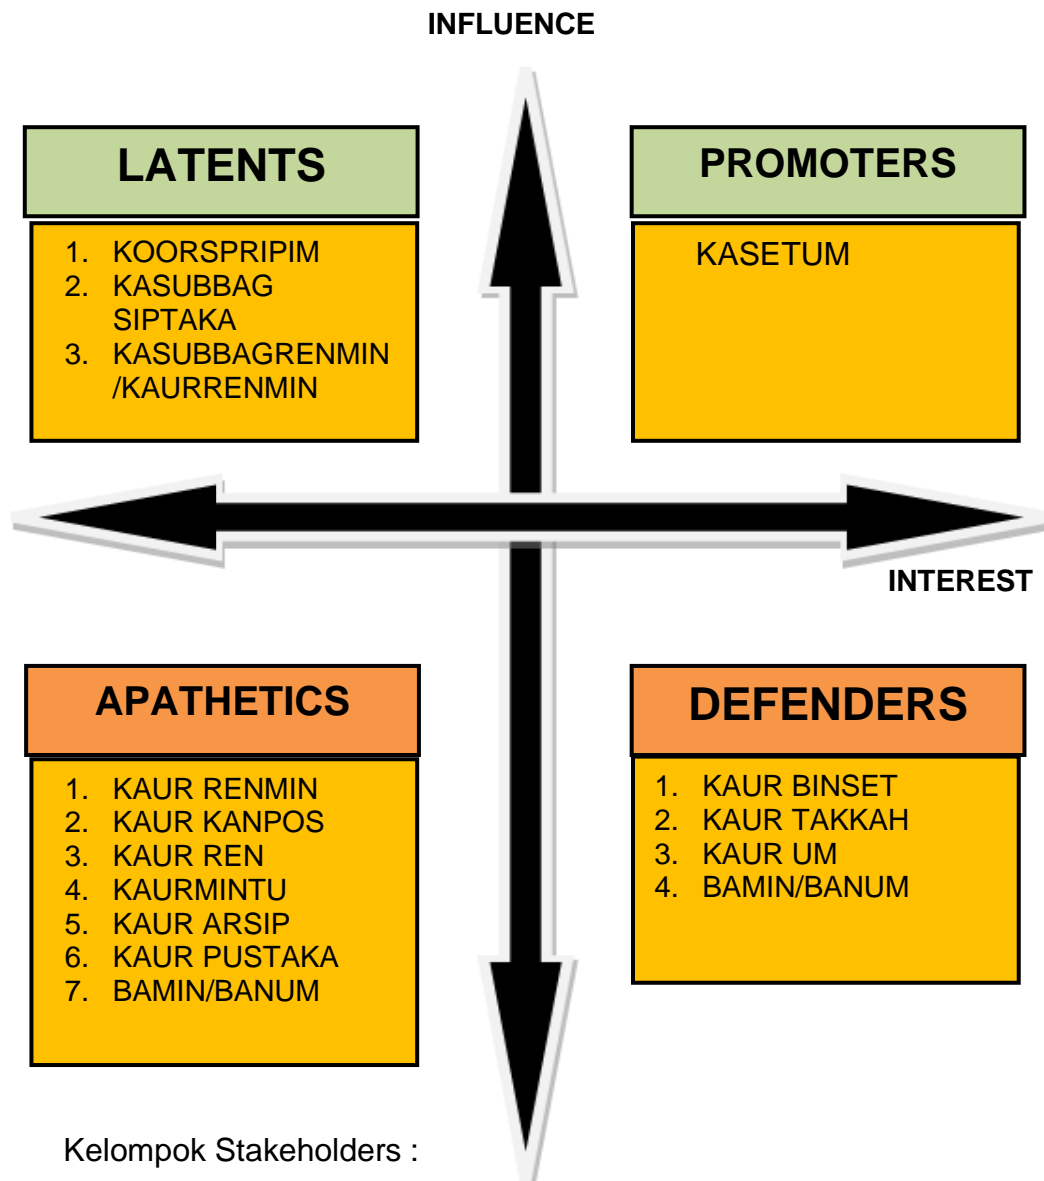 INFLUENCE
LATENTS
1. KOORSPRIPIM
2. KASUBBAG
SIPTAKA
3. KASUBBAGRENMIN
/KAURRENMIN
PROMOTERS
KASETUM
INTEREST
APATHETICS
1. KAUR RENMIN
2. KAUR KANPOS
3. KAUR REN
4. KAURMINTU
5. KAUR ARSIP
6. KAUR PUSTAKA
7. BAMIN/BANUM
DEFENDERS
1. KAUR BINSET
2. KAUR TAKKAH
3. KAUR UM
4. BAMIN/BANUM
Kelompok Stakeholders :